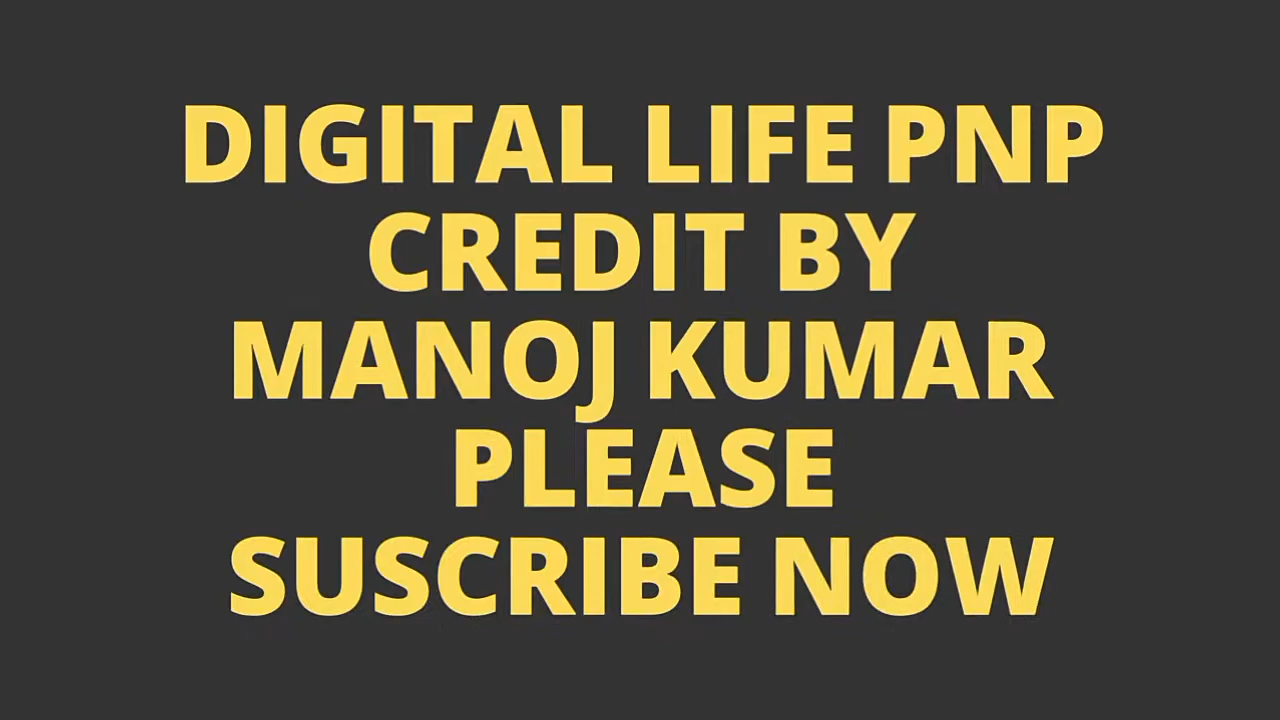 DIGITAL LIFE PNP
CREDIT BY
MANOJ KUMAR
PLEASE
SUSCRIBE NOW